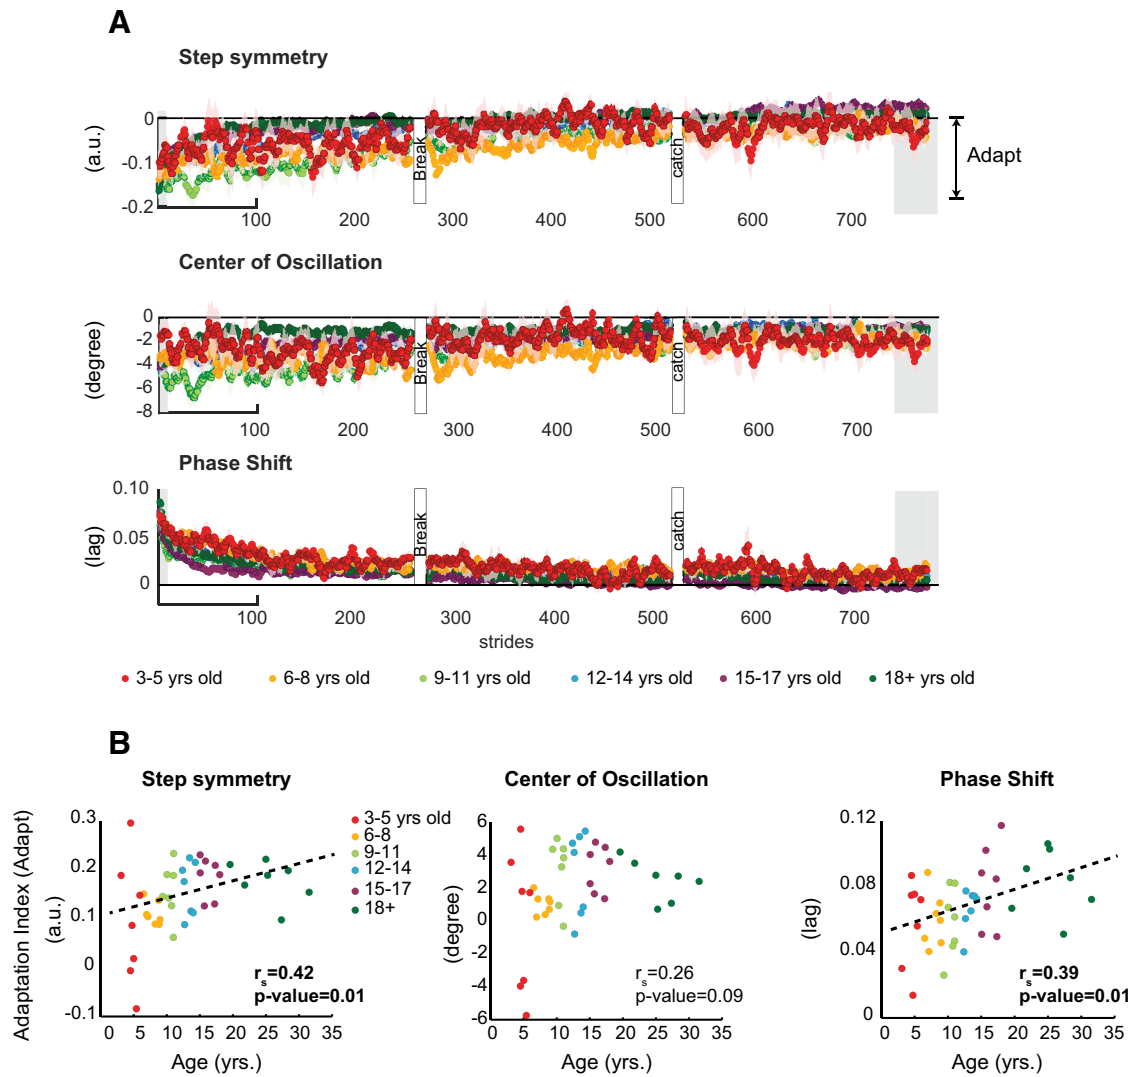 A
Step symmetry
(a.u.)
0
-0.1
-0.2
Break
catch
Adapt
100 200 300 400 500 600 700
Center of Oscillation
(degree)
0
-2
-4
-6
-8
Break
catch
100 200 300 400 500 600 700
Phase Shift
(lag)
0.10
0.05
0
Break
catch
100 200 300 400 500 600 700
strides
3-5 yrs old 6-8 yrs old 9-11 yrs old 12-14 yrs old 15-17 yrs old 18+ yrs old
B
Step symmetry
Adaptation Index (Adapt)
(a.u.)
0.3
0.2
0.1
0
-0.1
3-5 yrs old
6-8
9-11
12-14
15-17
18+
rs=0.42
p-value=0.01
0 5 10 15 20 25 30 35
Age (yrs.)
Center of Oscillation
(degree)
6
4
2
0
-2
-4
-6
rs=0.26
p-value=0.09
0 5 10 15 20 25 30 35
Age (yrs.)
Phase Shift
(lag)
0.12
0.08
0.04
0
rs=0.39
p-value=0.01
0 5 10 15 20 25 30 35
Age (yrs.)